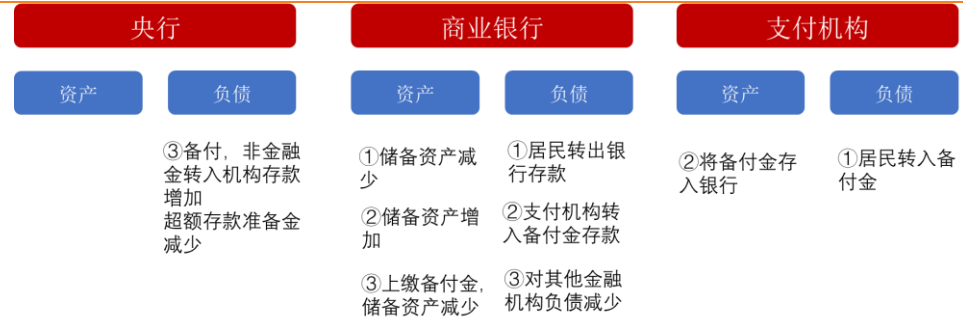 央行
商业银行
支付机构
资产
负债
资产
负债
资产
负债
③备付，非金融
金转入机构存款
增加
超额存款准备金
减少
①储备资产减
少
②储备资产增
加
③上缴备付金,
储备资产减少
①居民转出银
行存款
②支付机构转
入备付金存款
③对其他金融
机构负债减少
②将备付金存
入银行
①居民转入备
付金